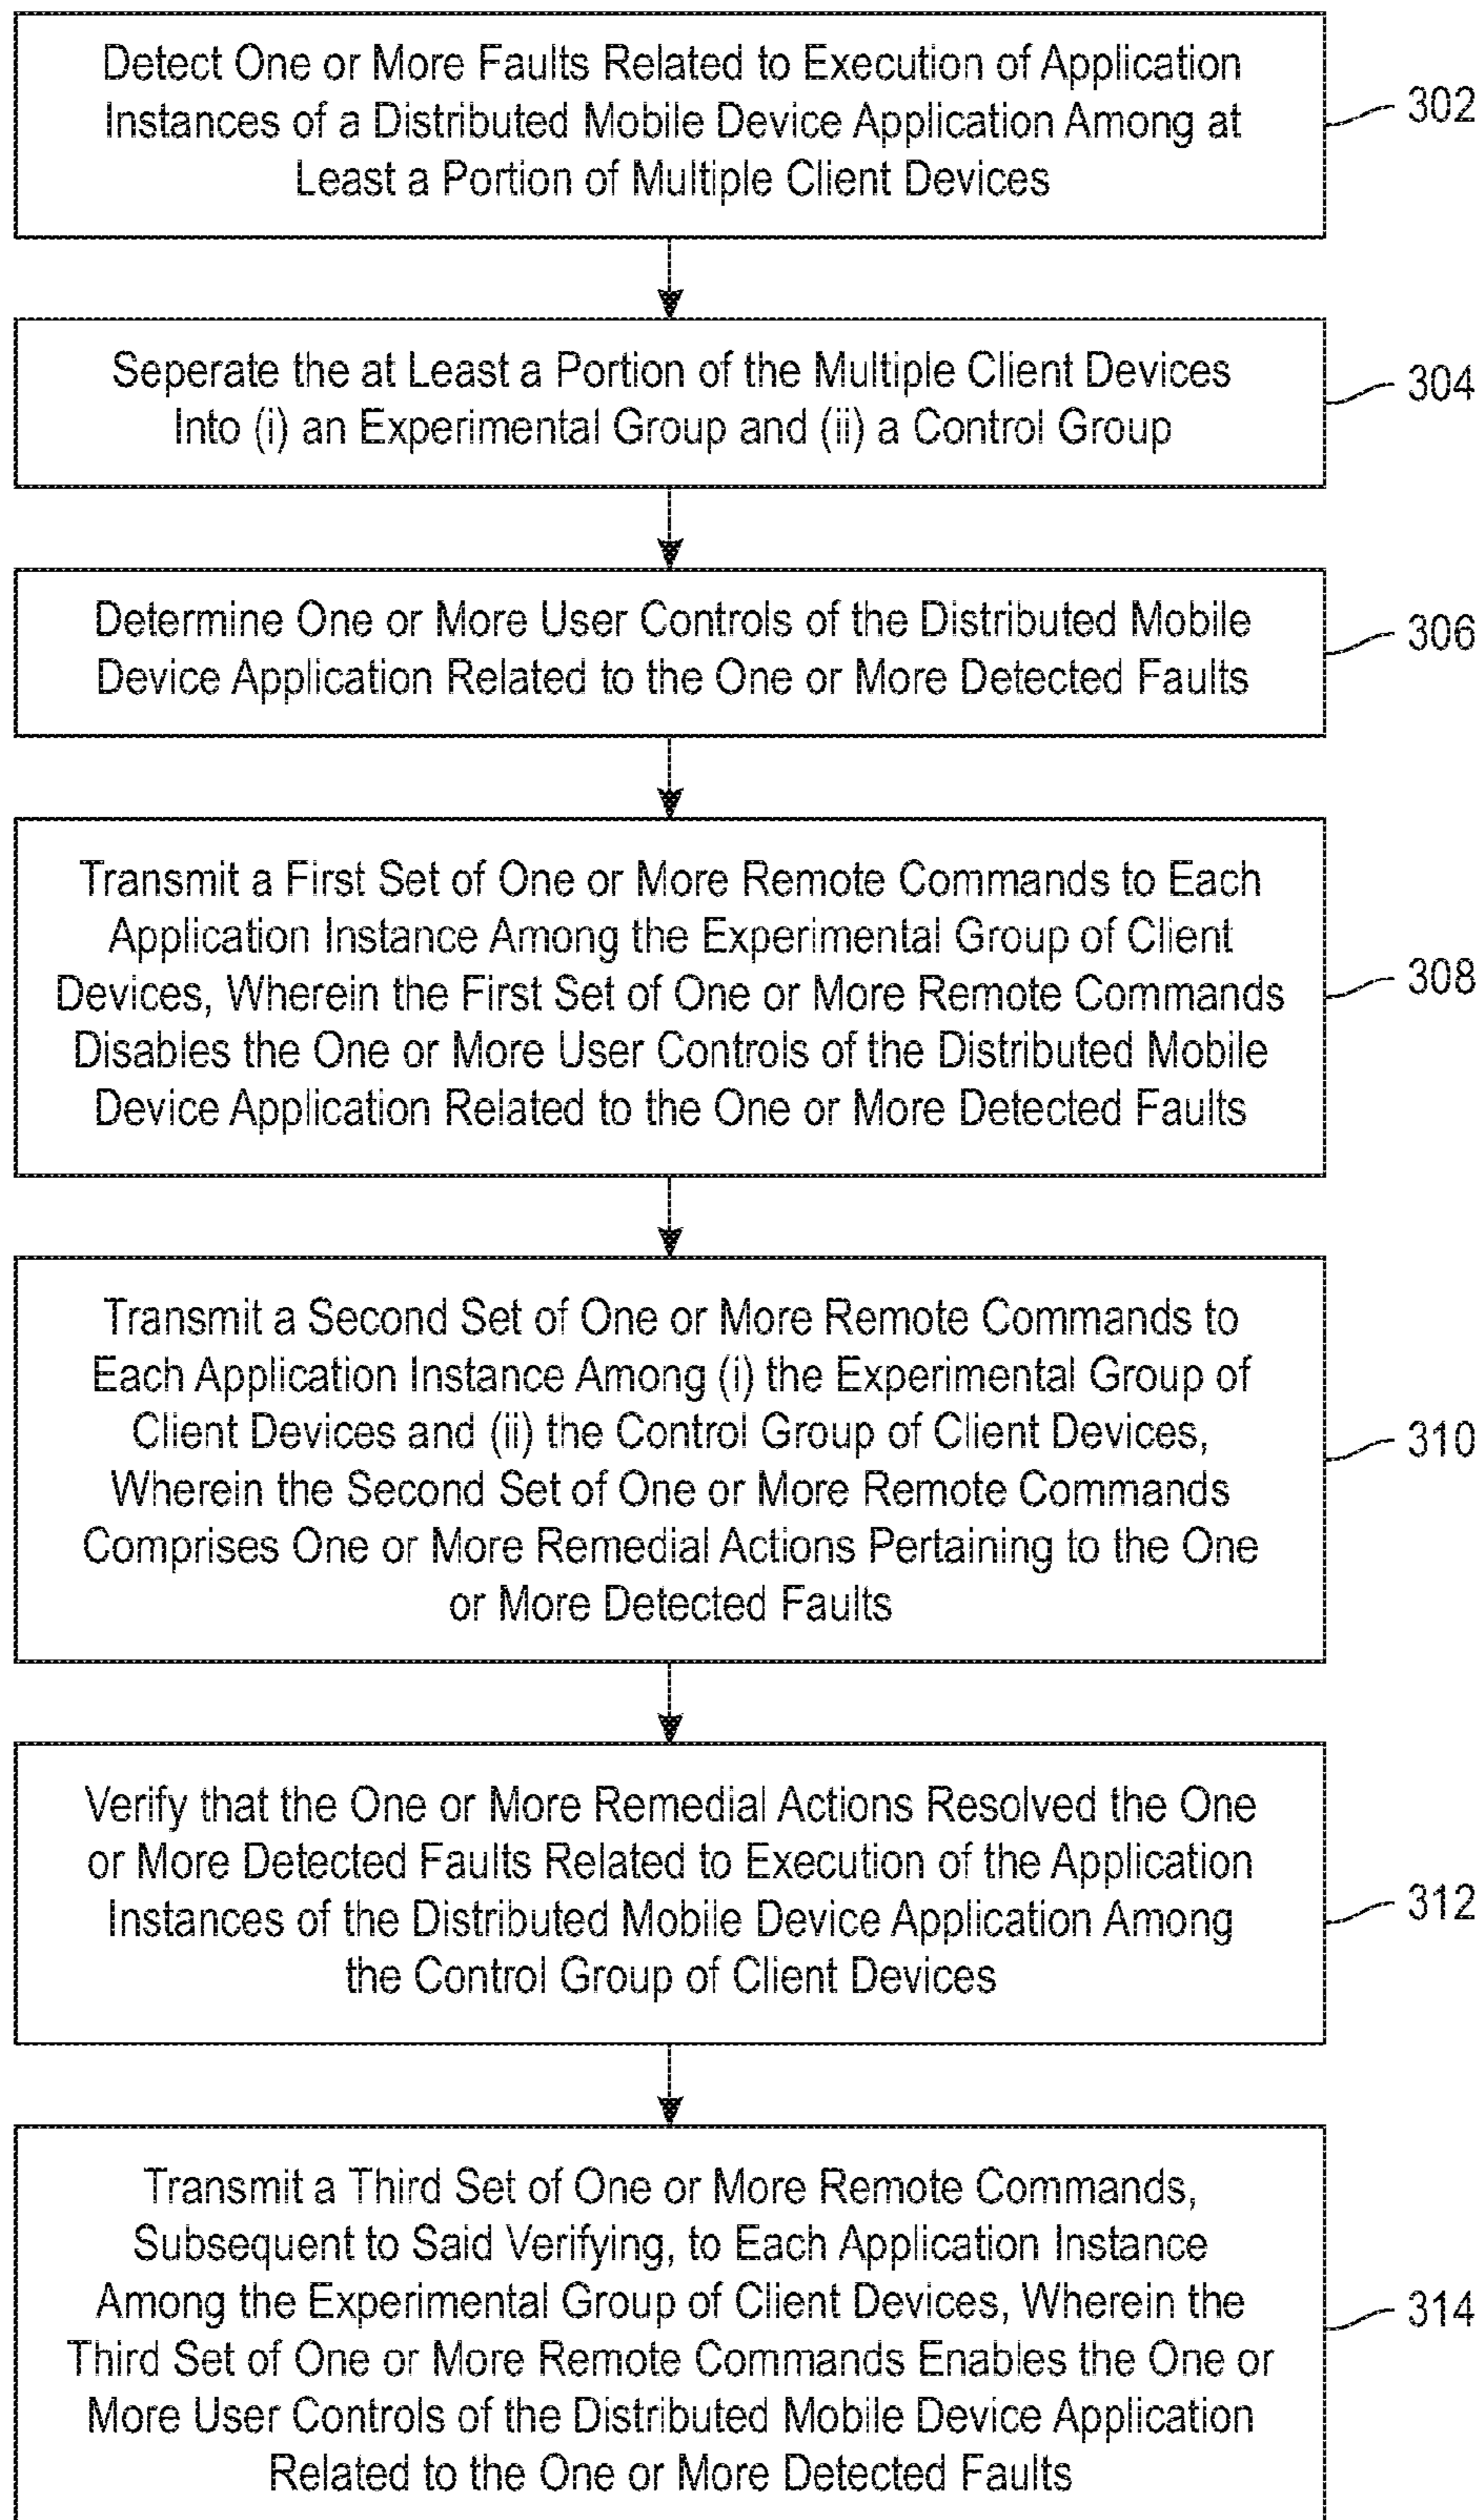 Detect One or More Faults Related to Execution of Application
Instances of a Distributed Mobile Device Application Among at
Least a Portion of Multiple Client Devices
302
Seperate the at Least a Portion of the Multiple Client Devices
Into (i) an Experimental Group and (ii) a Control Group
304
Determine One or More User Controls of the Distributed Mobile
Device Application Related to the One or More Detected Faults
306
Transmit a First Set of One or More Remote Commands to Each
Application Instance Among the Experimental Group of Client
Devices, Wherein the First Set of One or More Remote Commands
Disables the One or More User Controls of the Distributed Mobile
Device Application Related to the One or More Detected Faults
308
Transmit a Second Set of One or More Remote Commands to
Each Application Instance Among (i) the Experimental Group of
Client Devices and (ii) the Control Group of Client Devices,
Wherein the Second Set of One or More Remote Commands
Comprises One or More Remedial Actions Pertaining to the One
or More Detected Faults
310
Verify that the One or More Remedial Actions Resolved the One
or More Detected Faults Related to Execution of the Application
Instances of the Distributed Mobile Device Application Among
the Control Group of Client Devices
312
Transmit a Third Set of One or More Remote Commands,
Subsequent to Said Verifying, to Each Application Instance
Among the Experimental Group of Client Devices, Wherein the
Third Set of One or More Remote Commands Enables the One or
More User Controls of the Distributed Mobile Device Application
Related to the One or More Detected Faults
314